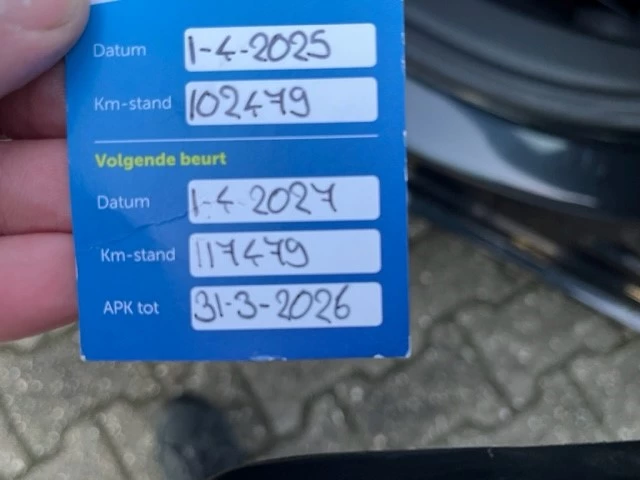 Datum 1-4-2025
Km-stand 102479
Volgende beurt
Datum 1-4 2027
Km-stand 117479
APK tot 31-3-2026